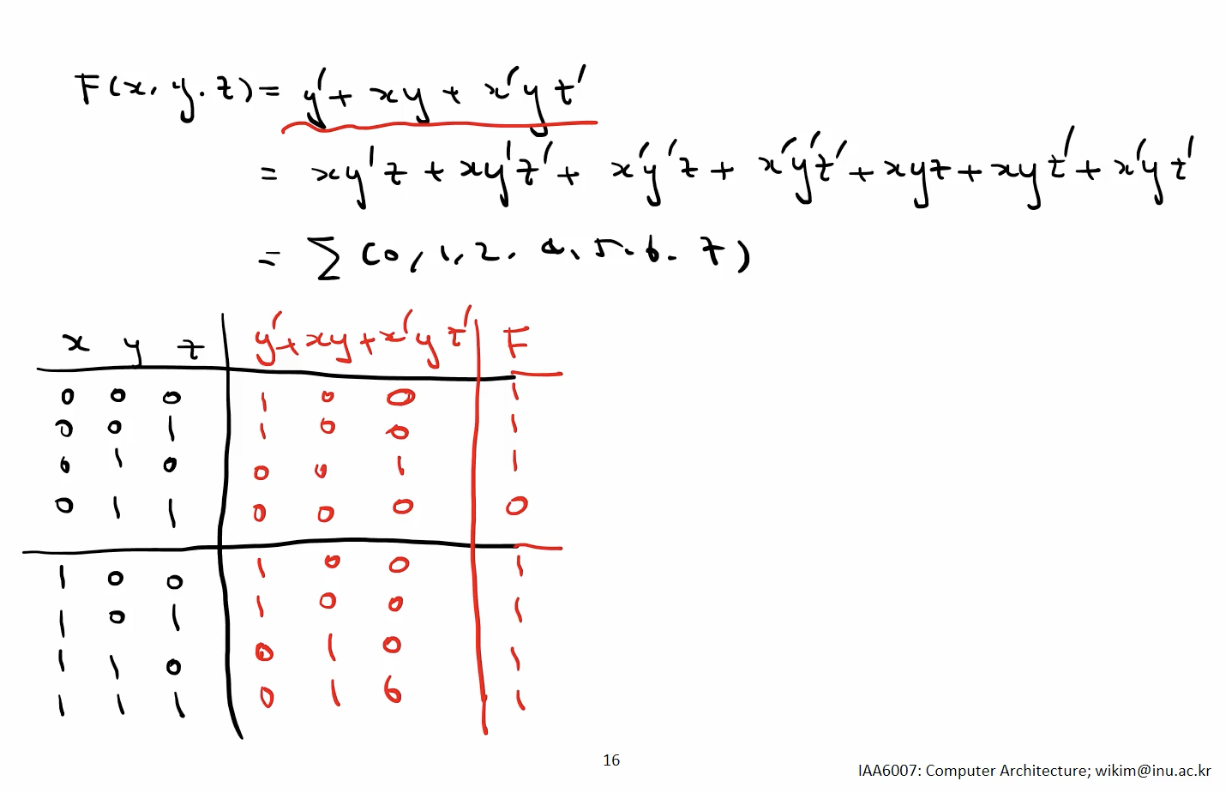 F(x, y, z) = y' + xy + x'yz'
= xy'z + xy'z' + x'y'z + x'y'z' + xyz + xyz' + x'yz'
= Σ (0, 1, 2, 4, 5, 6, 7)
x y z y' + xy + x'yz' F
0 0 0 1 0 0 1
0 0 1 1 0 0 1
0 1 0 0 0 1 1
0 1 1 0 0 0 0
1 0 0 1 0 0 1
1 0 1 1 0 0 1
1 1 0 0 1 0 1
1 1 1 0 1 0 1
16
IAA6007: Computer Architecture; wikim@inu.ac.kr